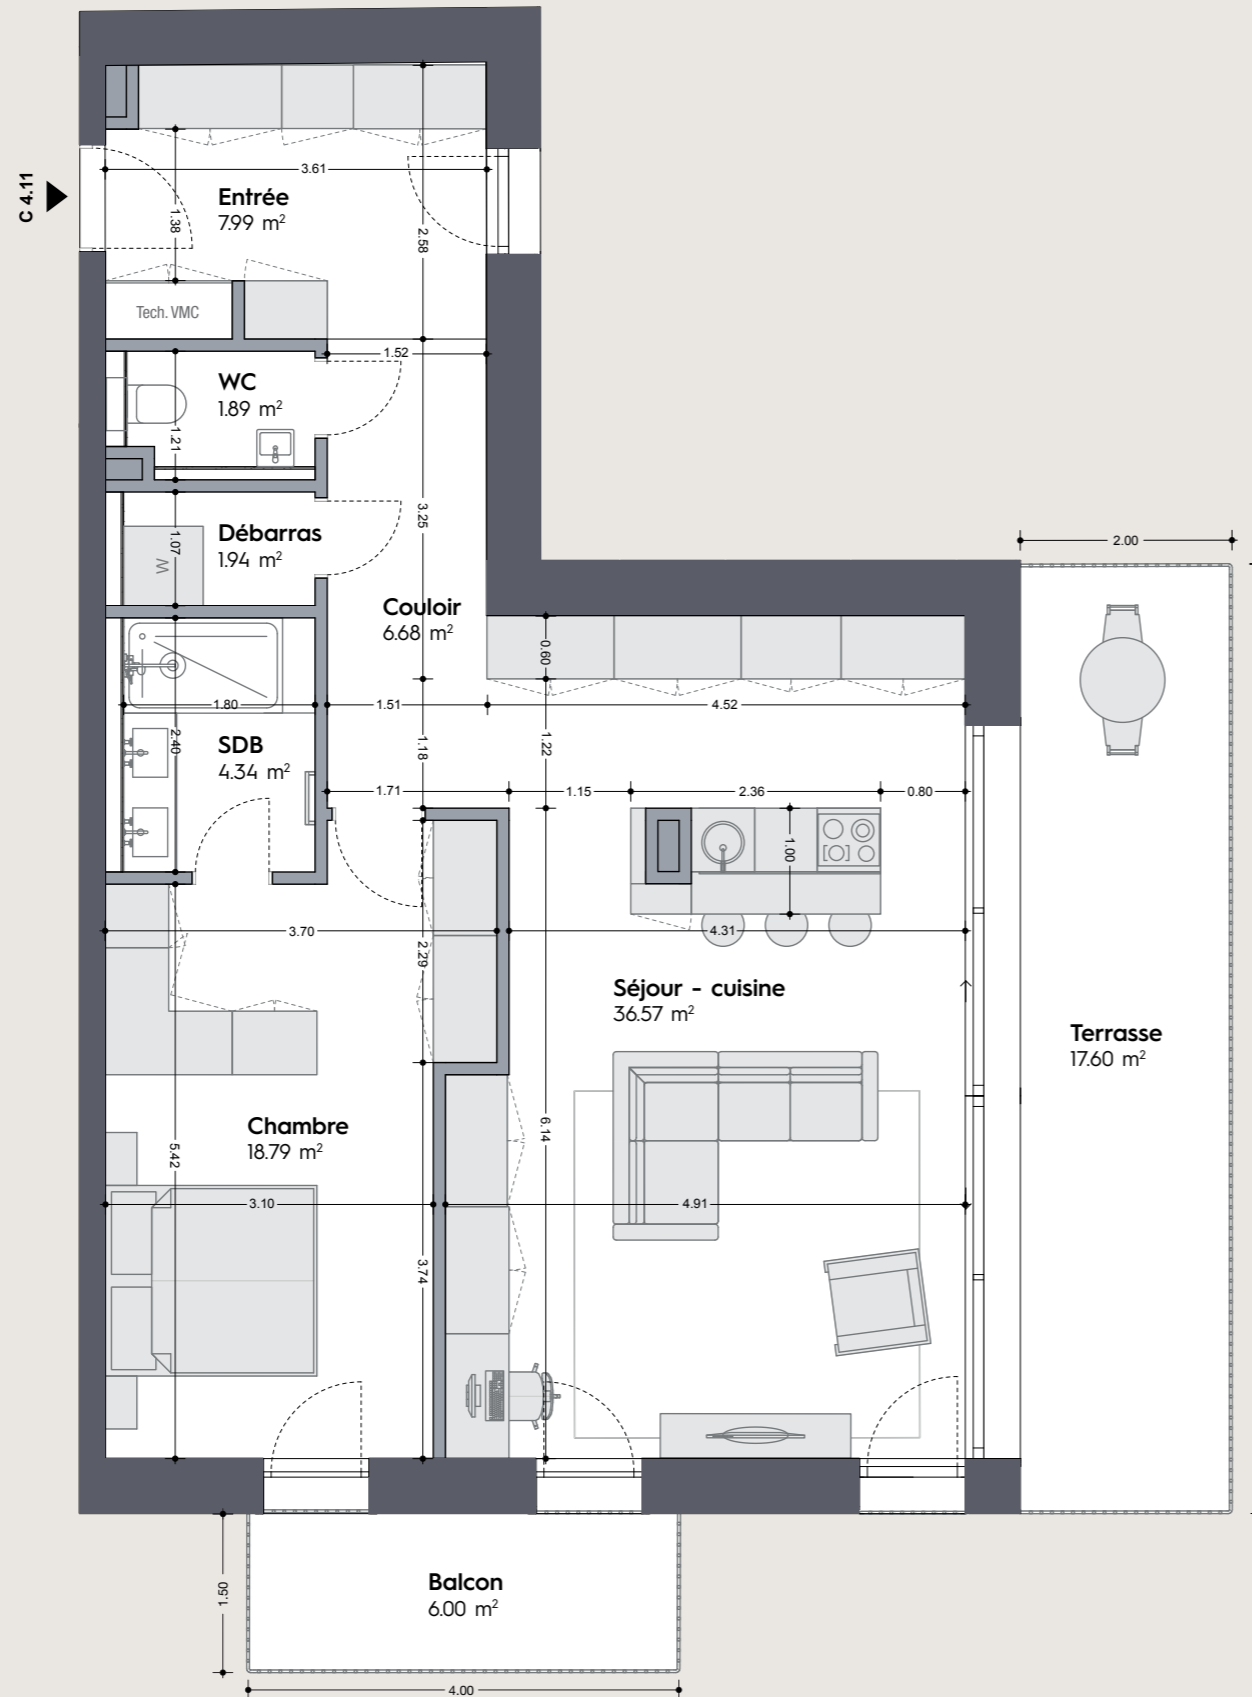 C 4.11
3.61
Entrée
7.99 m²
1.38
2.58
Tech. VMC
1.52
WC
1.89 m²
1.21
Débarras
1.94 m²
1.07
W
3.25
2.00
Couloir
6.68 m²
0.60
1.80
1.51
4.52
2.40
SDB
4.34 m²
1.18
1.22
1.71
1.15
2.36
0.80
1.00
3.70
4.31
2.29
Séjour - cuisine
36.57 m²
Terrasse
17.60 m²
Chambre
18.79 m²
5.42
6.14
3.10
4.91
3.74
Balcon
6.00 m²
1.50
4.00